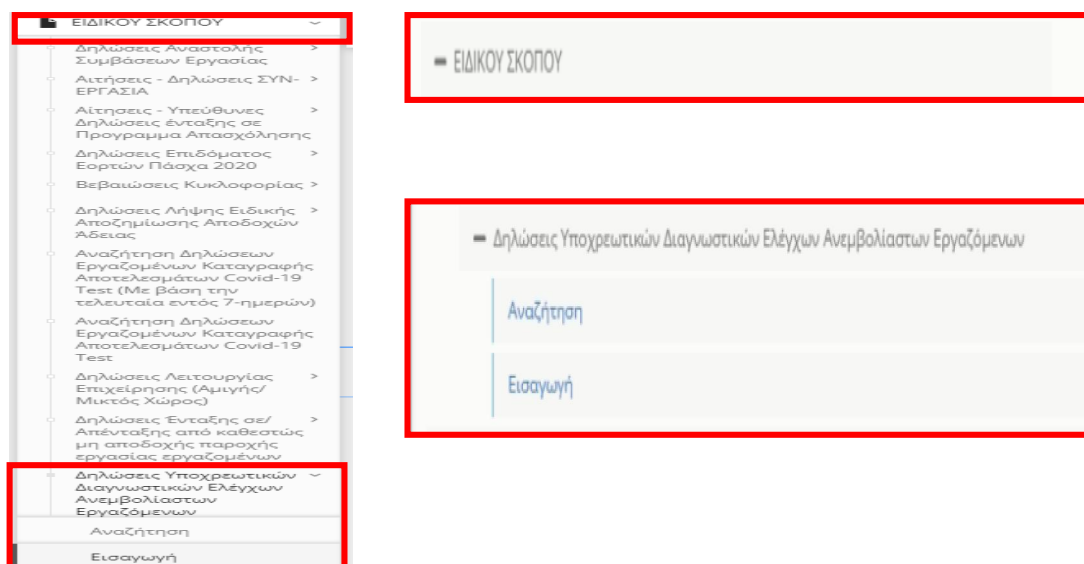 ΕΙΔΙΚΟΥ ΣΚΟΠΟΥ
Δηλώσεις Αναστολής
Συμβάσεων Εργασίας
Αιτήσεις - Δηλώσεις ΣΥΝ-
ΕΡΓΑΣΙΑ
Αίτησεις - Υπεύθυνες
Δηλώσεις ένταξης σε
Πρόγραμμα Απασχόλησης
Δηλώσεις Επιδόματος
Εορτών Πάσχα 2020
Βεβαιώσεις Κυκλοφορίας
Δηλώσεις Λήψης Ειδικής
Αποζημίωσης Αποδοχών
Άδειας
Αναζήτηση Δηλώσεων
Εργαζομένων Καταγραφής
Αποτελεσμάτων Covid-19
Test (Με βάση την
τελευταία εντός 7-ημερών)
Αναζήτηση Δηλώσεων
Εργαζομένων Καταγραφής
Αποτελεσμάτων Covid-19
Test
Δηλώσεις Λειτουργίας
Επιχείρησης (Αμιγής/
Μικτός Χώρος)
Δηλώσεις Ένταξης σε/
Απένταξης από καθεστώς
μη αποδοχής παροχής
εργασίας εργαζομένων
Δηλώσεις Υποχρεωτικών
Διαγνωστικών Ελέγχων
Ανεμβολίαστων
Εργαζόμενων
Αναζήτηση
Εισαγωγή
ΕΙΔΙΚΟΥ ΣΚΟΠΟΥ
Δηλώσεις Υποχρεωτικών Διαγνωστικών Ελέγχων Ανεμβολίαστων Εργαζόμενων
Αναζήτηση
Εισαγωγή